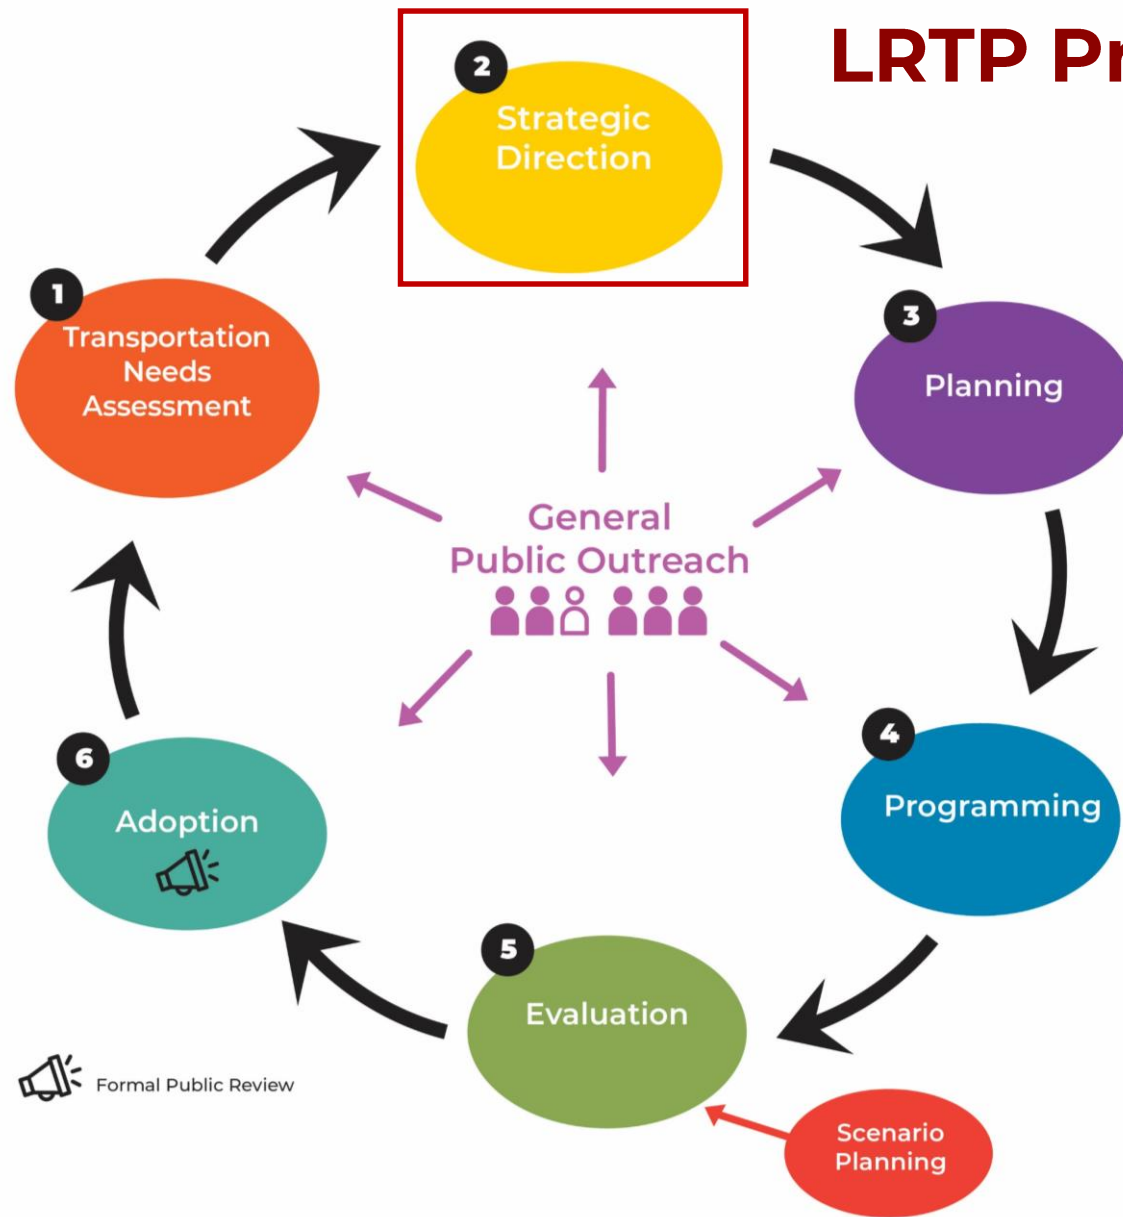 LRTP Pr
2
Strategic
Direction
1
Transportation
Needs
Assessment
3
Planning
General
Public Outreach
4
Programming
6
Adoption
5
Evaluation
Formal Public Review
Scenario
Planning